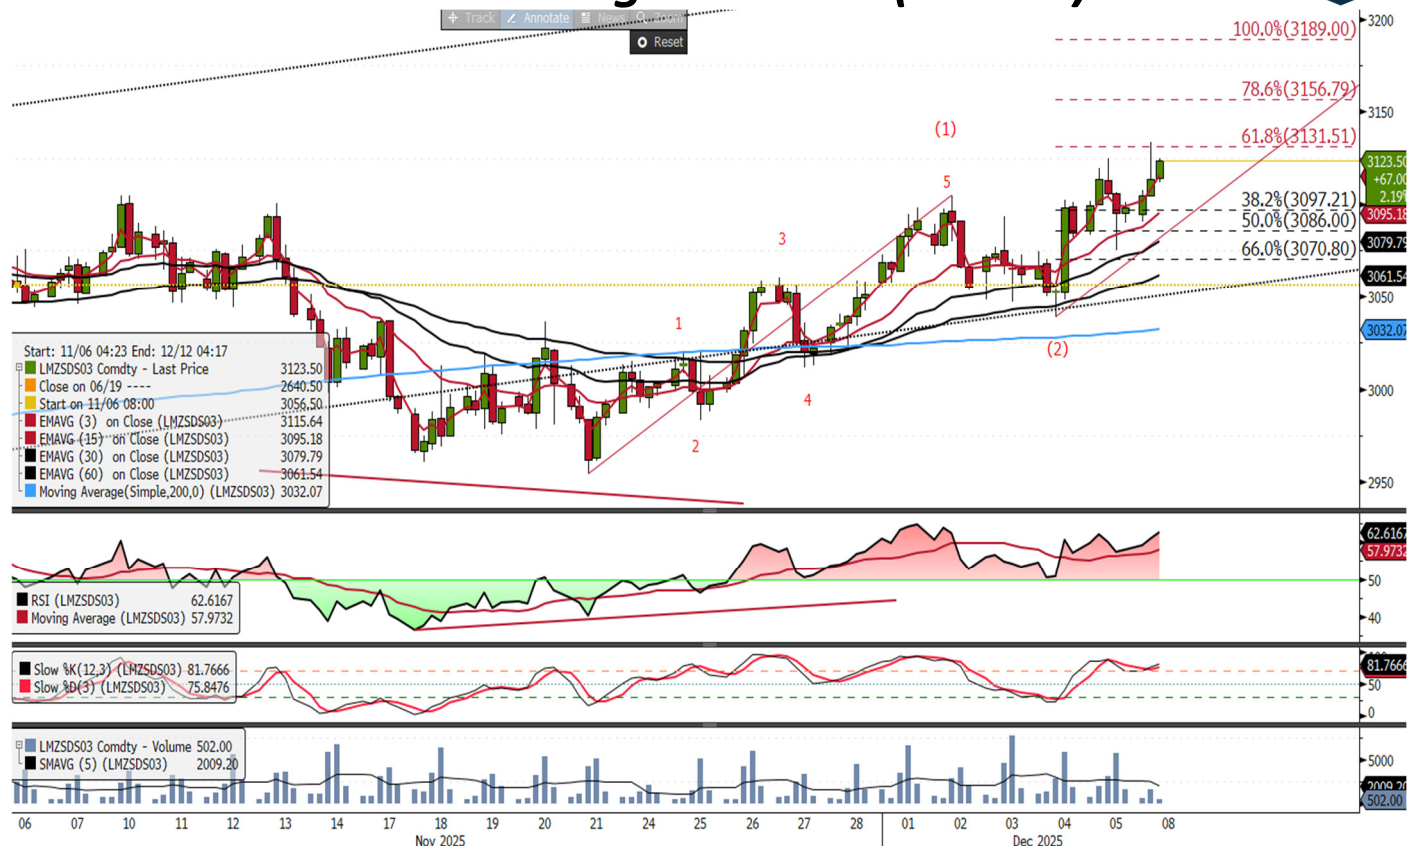 Track Annotate News Zoom
Reset
3200
100.0%(3189.00)
78.6%(3156.79)
3150
(1)
61.8%(3131.51)
3123.50
+67.00
2.19%
5
38.2%(3097.21)
3095.18
50.0%(3086.00)
3
3079.79
66.0%(3070.80)
3061.54
3050
1
3032.07
(2)
3000
4
2
2950
Start: 11/06 04:23 End: 12/12 04:17
LMZSDS03 Comdty - Last Price 3123.50
Close on 06/19 ---- 2640.50
Start on 11/06 08:00 3056.50
EMAVG (3) on Close (LMZSDS03) 3115.64
EMAVG (15) on Close (LMZSDS03) 3095.18
EMAVG (30) on Close (LMZSDS03) 3079.79
EMAVG (60) on Close (LMZSDS03) 3061.54
Moving Average(Simple,200,0) (LMZSDS03) 3032.07
62.6167
57.9732
50
40
RSI (LMZSDS03) 62.6167
Moving Average (LMZSDS03) 57.9732
81.7666
50
0
Slow %K(12,3) (LMZSDS03) 81.7666
Slow %D(3) (LMZSDS03) 75.8476
LMZSDS03 Comdty - Volume 502.00
SMAVG (5) (LMZSDS03) 2009.20
5000
2009.20
502.00
06 07 10 11 12 13 14 17 18 19 20 21 24 25 26 27 28 01 02 03 04 05 08
Nov 2025 Dec 2025